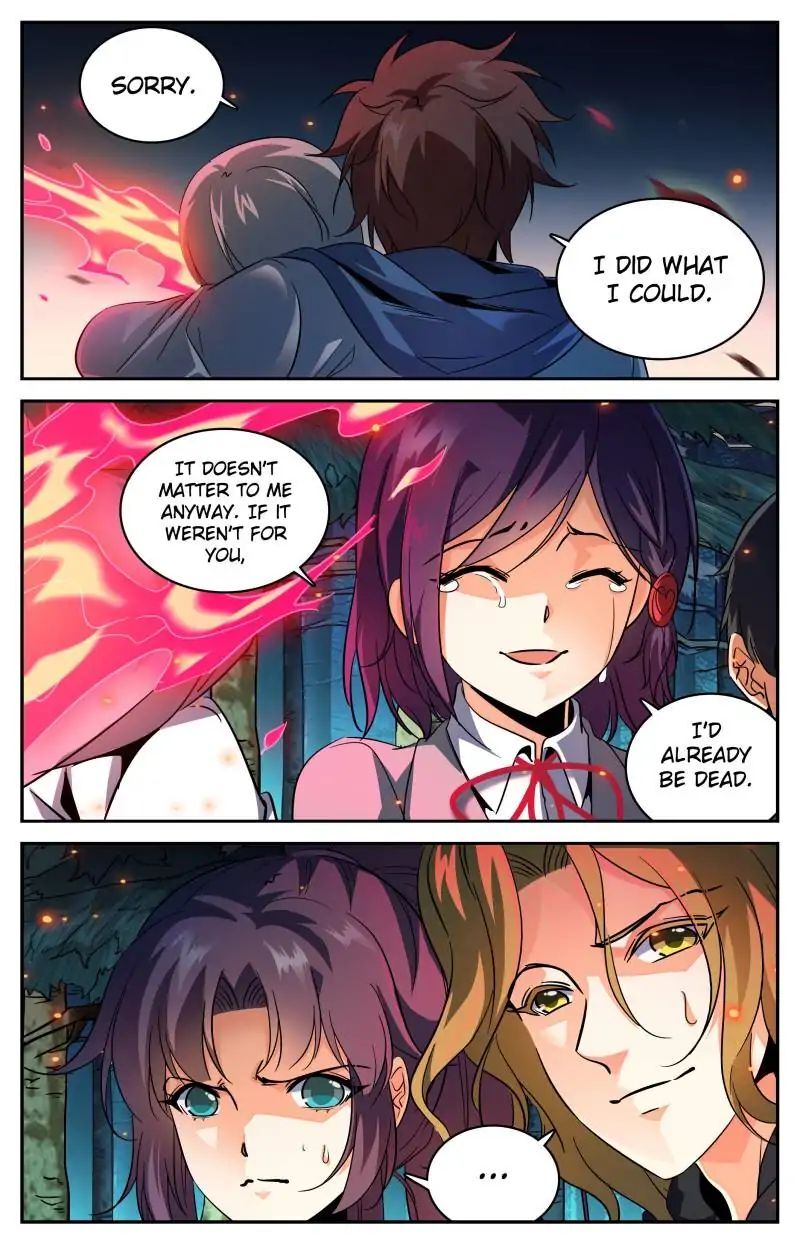 SORRY.
I DID WHAT
I COULD.
IT DOESN'T
MATTER TO ME
ANYWAY. IF IT
WEREN'T FOR
YOU,
I'D
ALREADY
BE DEAD.
...